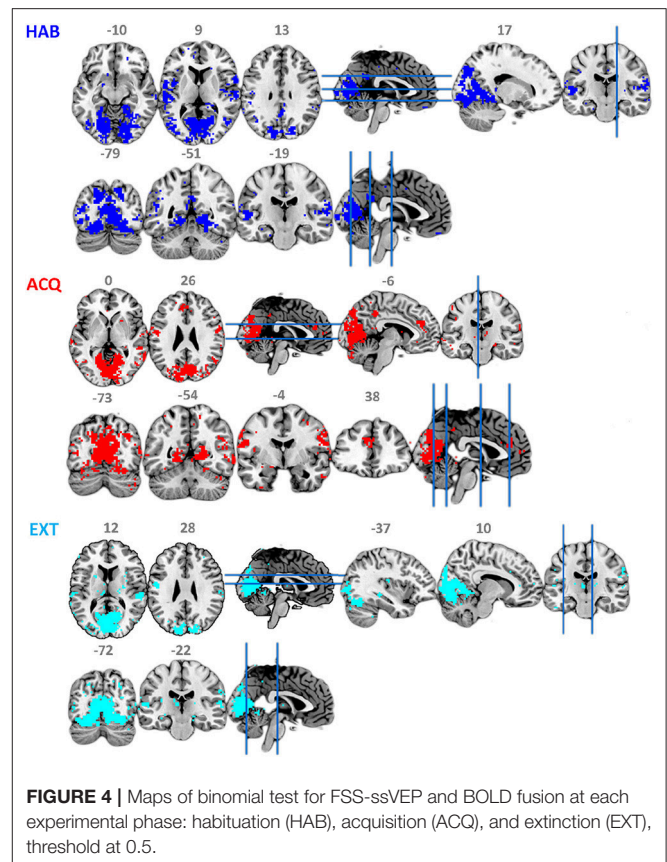 HAB
-10 9 13 17
-79 -51 -19
ACQ
0 26 -6
-73 -54 -4 38
EXT
12 28 -37 10
-72 -22
FIGURE 4 | Maps of binomial test for FSS-ssVEP and BOLD fusion at each
experimental phase: habituation (HAB), acquisition (ACQ), and extinction (EXT),
threshold at 0.5.